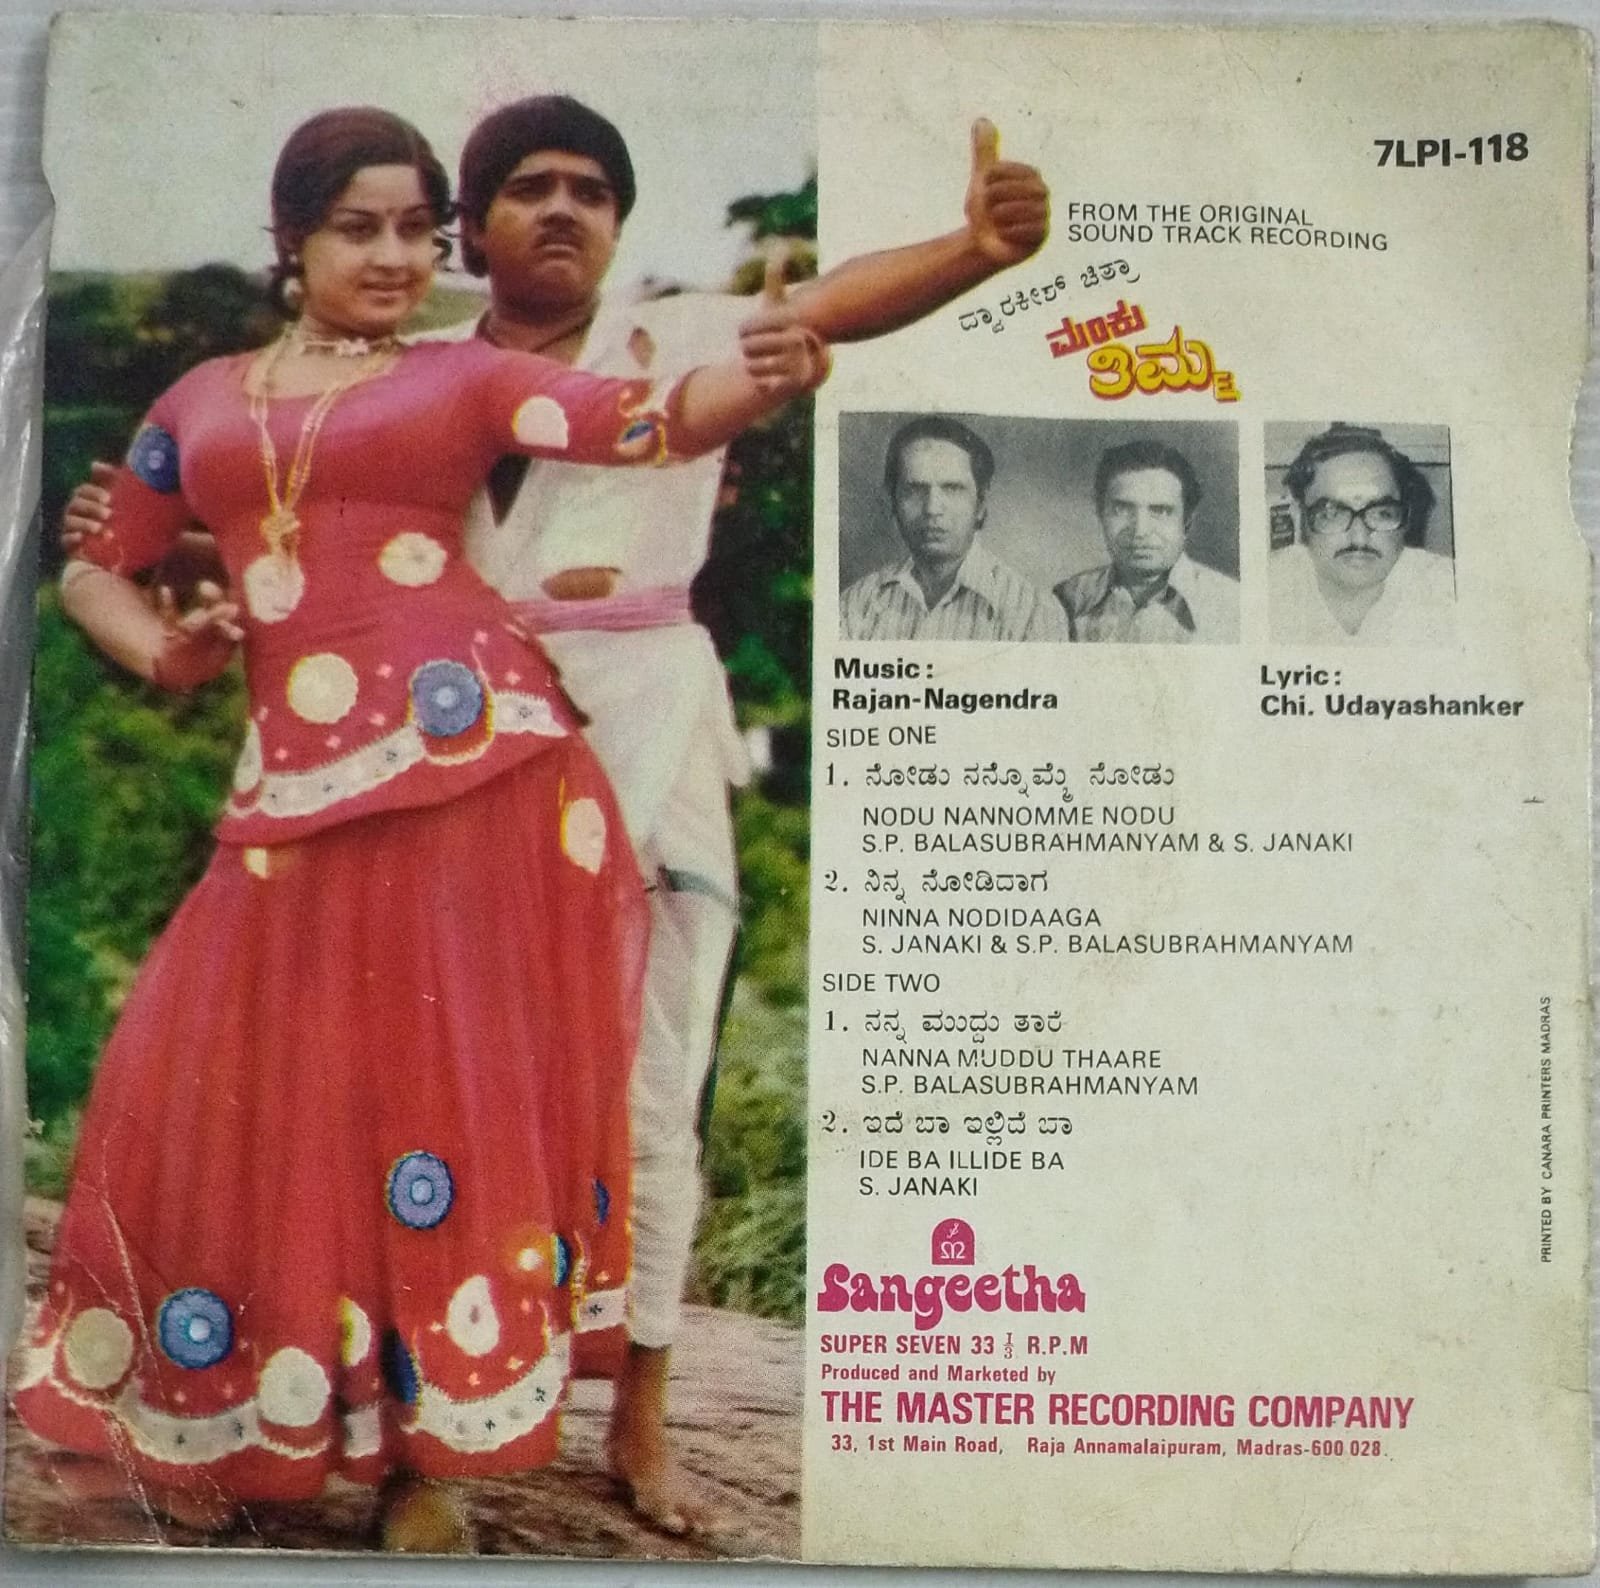 7LPI-118
FROM THE ORIGINAL
SOUND TRACK RECORDING
ದ್ವಾರಕೀಶ್ ಚಿತ್ರಾ
ಮಂಕು
ತಿಮ್ಮ
Music:
Rajan-Nagendra
Lyric:
Chi. Udayashanker
SIDE ONE
1. ನೋಡು ನನ್ನೊಮ್ಮೆ ನೋಡು
NODU NANNOMME NODU
S.P. BALASUBRAHMANYAM & S. JANAKI
2. ನಿನ್ನ ನೋಡಿದಾಗ
NINNA NODIDAAGA
S. JANAKI & S.P. BALASUBRAHMANYAM
SIDE TWO
1. ನನ್ನ ಮುದ್ದು ತಾರೆ
NANNA MUDDU THAARE
S.P. BALASUBRAHMANYAM
2. ಇದೆ ಬಾ ಇಲ್ಲಿದೆ ಬಾ
IDE BA ILLIDE BA
S. JANAKI
Sangeetha
SUPER SEVEN 33 1/3 R.P.M
Produced and Marketed by
THE MASTER RECORDING COMPANY
33, 1st Main Road, Raja Annamalaipuram, Madras-600 028.
PRINTED BY CANARA PRINTERS MADRAS